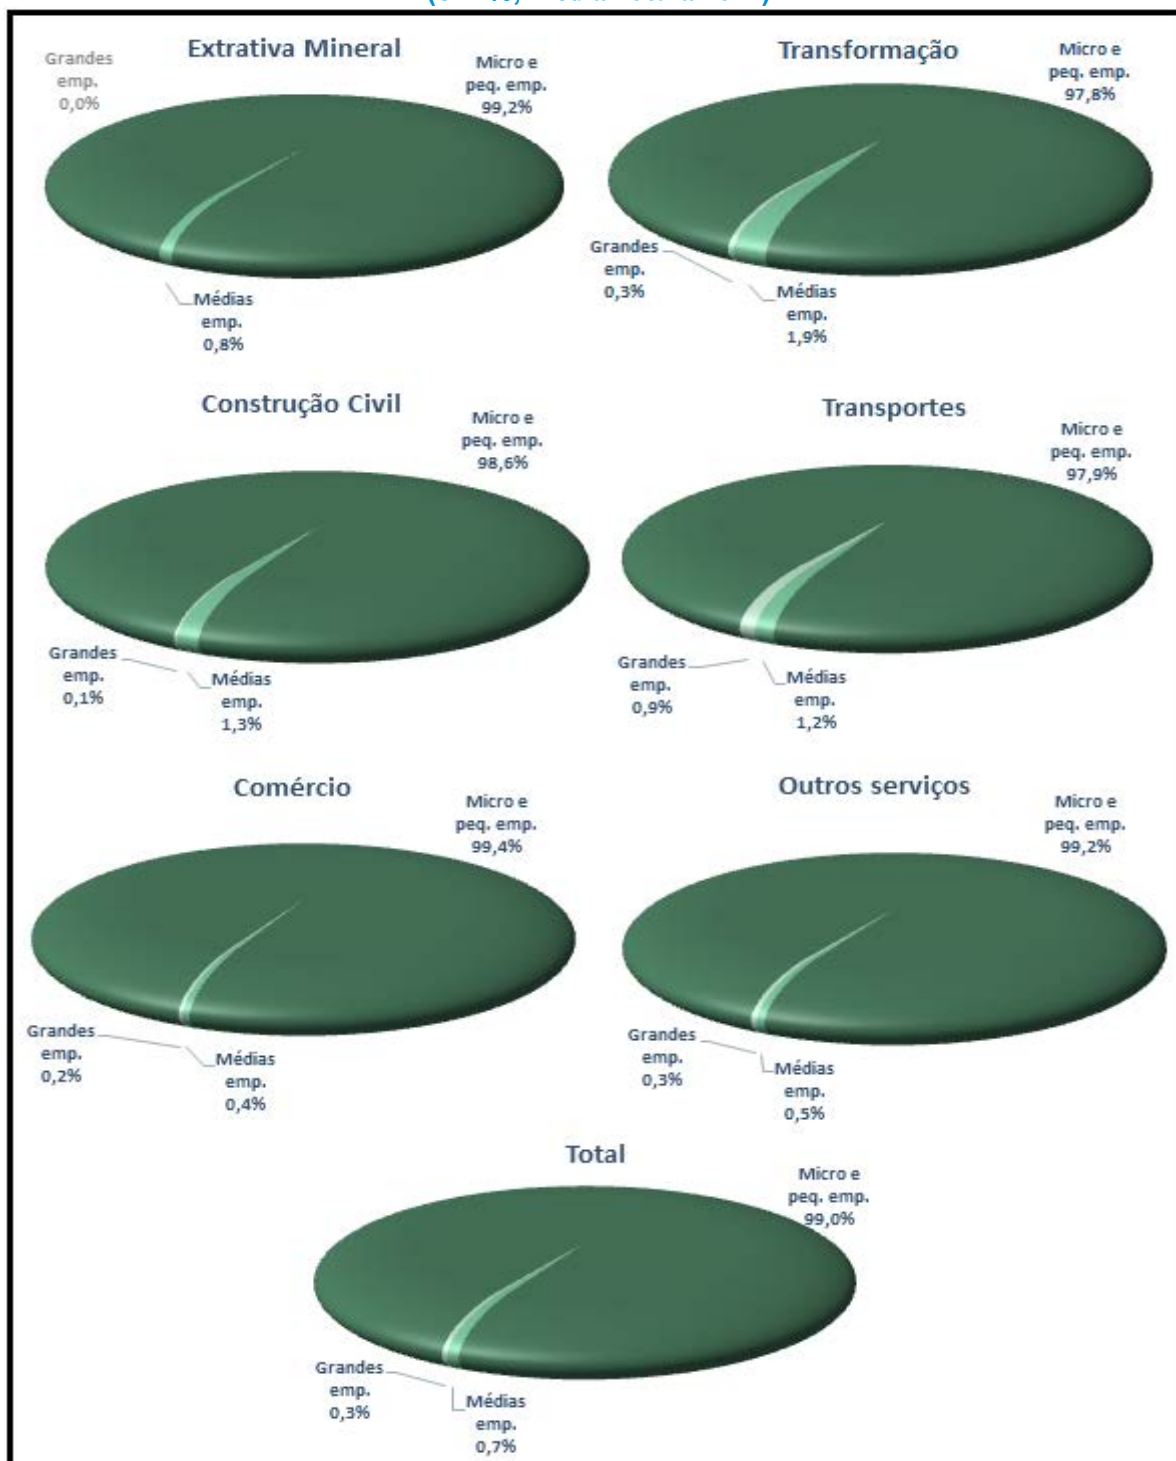 Extrativa Mineral
Grandes
emp.
0,0%
Micro e
peq. emp.
99,2%
Médias
emp.
0,8%
Transformação
Micro e
peq. emp.
97,8%
Grandes
emp.
0,3%
Médias
emp.
1,9%
Construção Civil
Micro e
peq. emp.
98,6%
Grandes
emp.
0,1%
Médias
emp.
1,3%
Transportes
Micro e
peq. emp.
97,9%
Grandes
emp.
0,9%
Médias
emp.
1,2%
Comércio
Micro e
peq. emp.
99,4%
Grandes
emp.
0,2%
Médias
emp.
0,4%
Outros serviços
Micro e
peq. emp.
99,2%
Grandes
emp.
0,3%
Médias
emp.
0,5%
Total
Micro e
peq. emp.
99,0%
Grandes
emp.
0,3%
Médias
emp.
0,7%